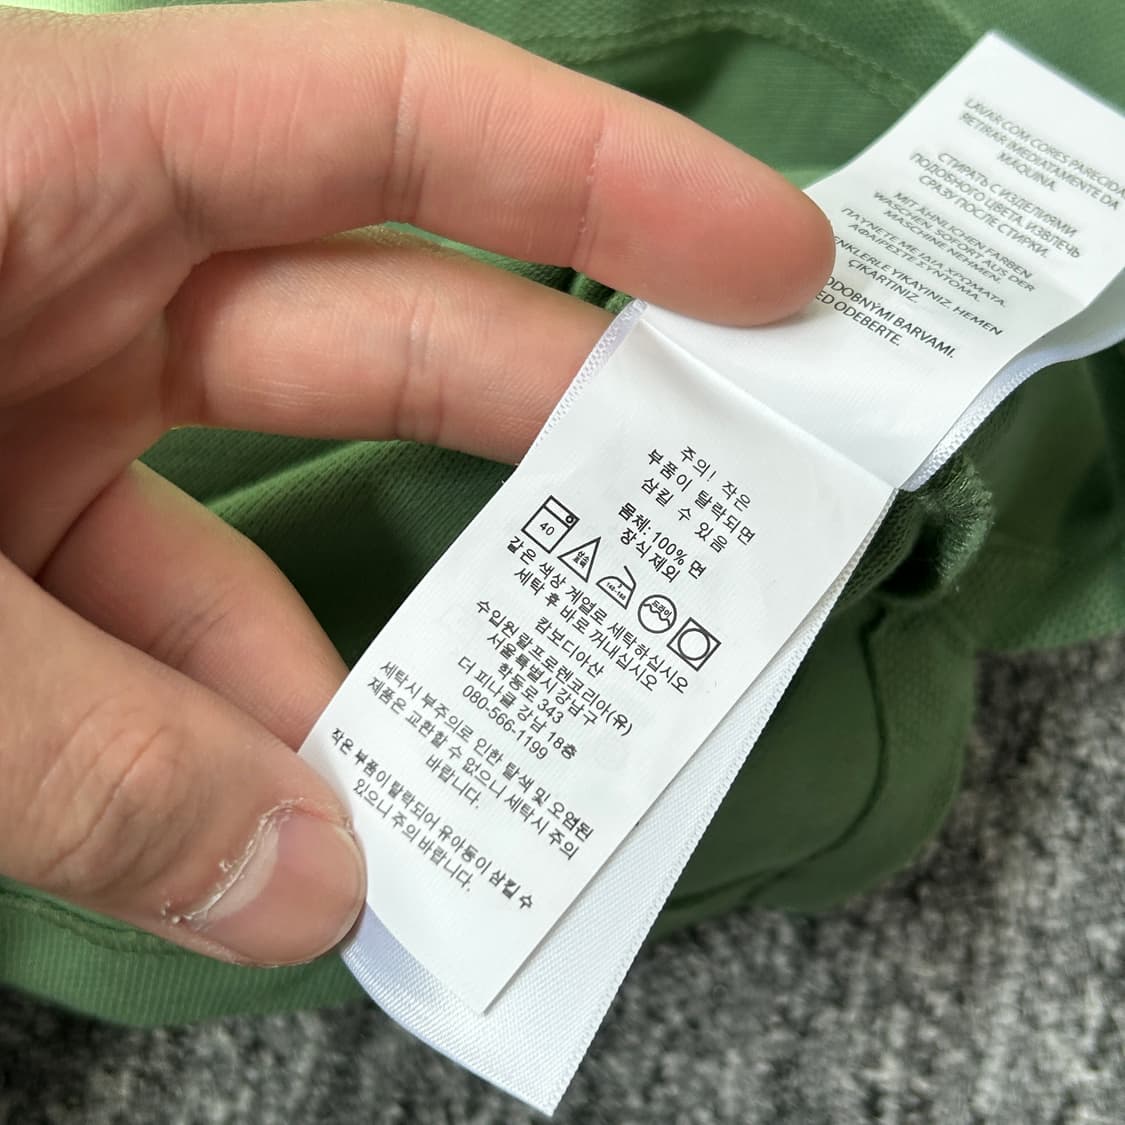 LAVAR COM CORES PARECIDA
RETIRAR IMEDIATAMENTE DA
MAQUINA.
СТИРАТЬ С ИЗДЕЛИЯМИ
ПОДОБНОГО ЦВЕТА. ИЗВЛЕЧЬ
СРАЗУ ПОСЛЕ СТИРКИ.
MIT ÄHNLICHEN FARBEN
WASCHEN. SOFORT AUS DER
MASCHINE NEHMEN.
ΠΛΥΝΕΤΕ ΜΕ ΙΔΙΑ ΧΡΩΜΑΤΑ.
ΑΦΑΙΡΕΣΤΕ ΣΥΝΤΟΜΑ.
ENKLERLE YIKAYINIZ. HEMEN
ÇIKARTINIZ.
ODOBNÝMI BARVAMI.
ED ODEBERTE.
주의! 작은
부품이 탈락되면
삼킬 수 있음
몸체: 100% 면
장식제외
40
드라이
같은 색상 계열로 세탁하십시오
세탁 후 바로 꺼내십시오
캄보디아산
수입원 랄프로렌코리아(유)
서울특별시 강남구
학동로 343
더 피나클 강남 18층
080-566-1199
세탁시 부주의로 인한 탈색 및 오염된
제품은 교환할 수 없으니 세탁시 주의
바랍니다.
작은 부품이 탈락되어 유아동이 삼킬 수
있으니 주의 바랍니다.